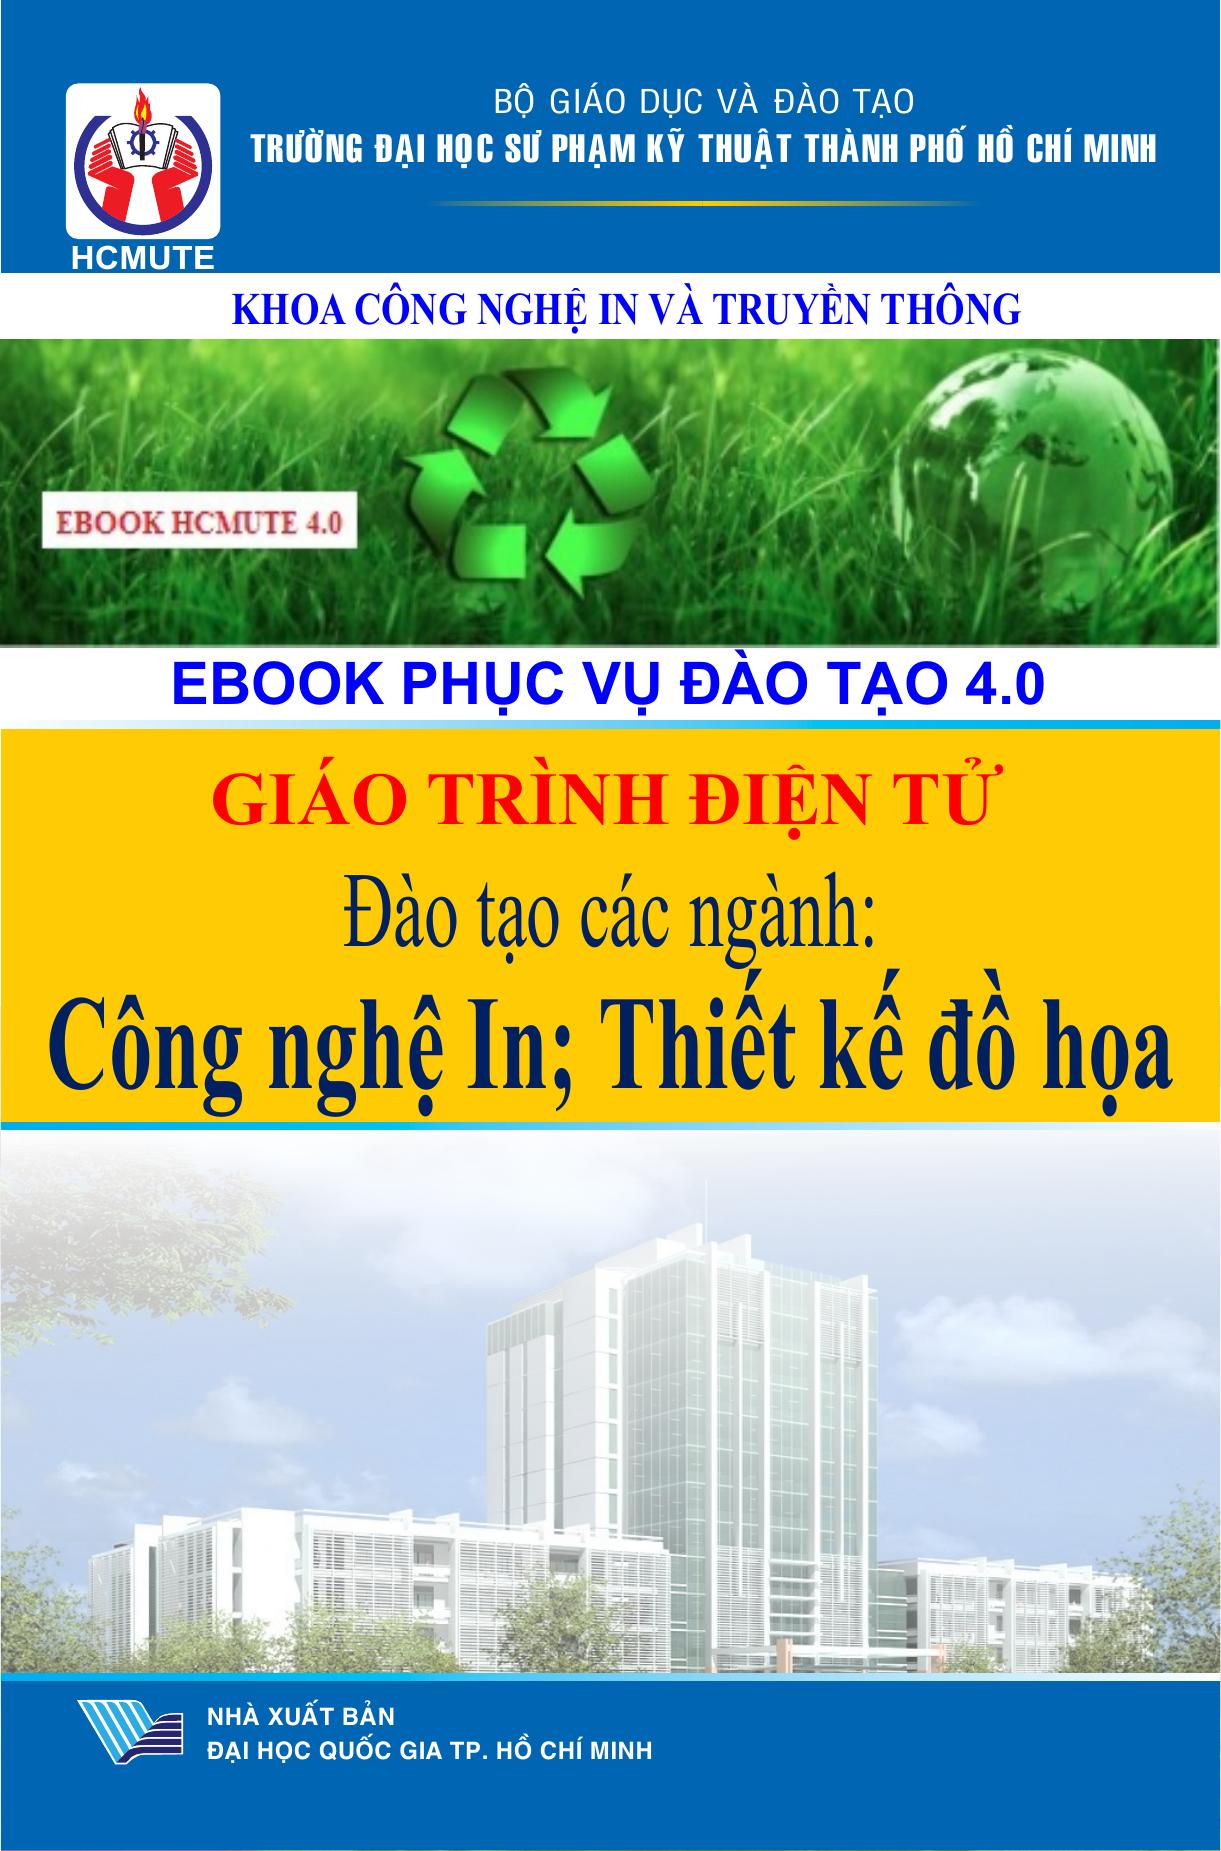 BỘ GIÁO DỤC VÀ ĐÀO TẠO
TRƯỜNG ĐẠI HỌC SƯ PHẠM KỸ THUẬT THÀNH PHỐ HỒ CHÍ MINH
HCMUTE
KHOA CÔNG NGHỆ IN VÀ TRUYỀN THÔNG
EBOOK HCMUTE 4.0
EBOOK PHỤC VỤ ĐÀO TẠO 4.0
GIÁO TRÌNH ĐIỆN TỬ
Đào tạo các ngành:
Công nghệ In; Thiết kế đồ họa
NHÀ XUẤT BẢN
ĐẠI HỌC QUỐC GIA TP. HỒ CHÍ MINH